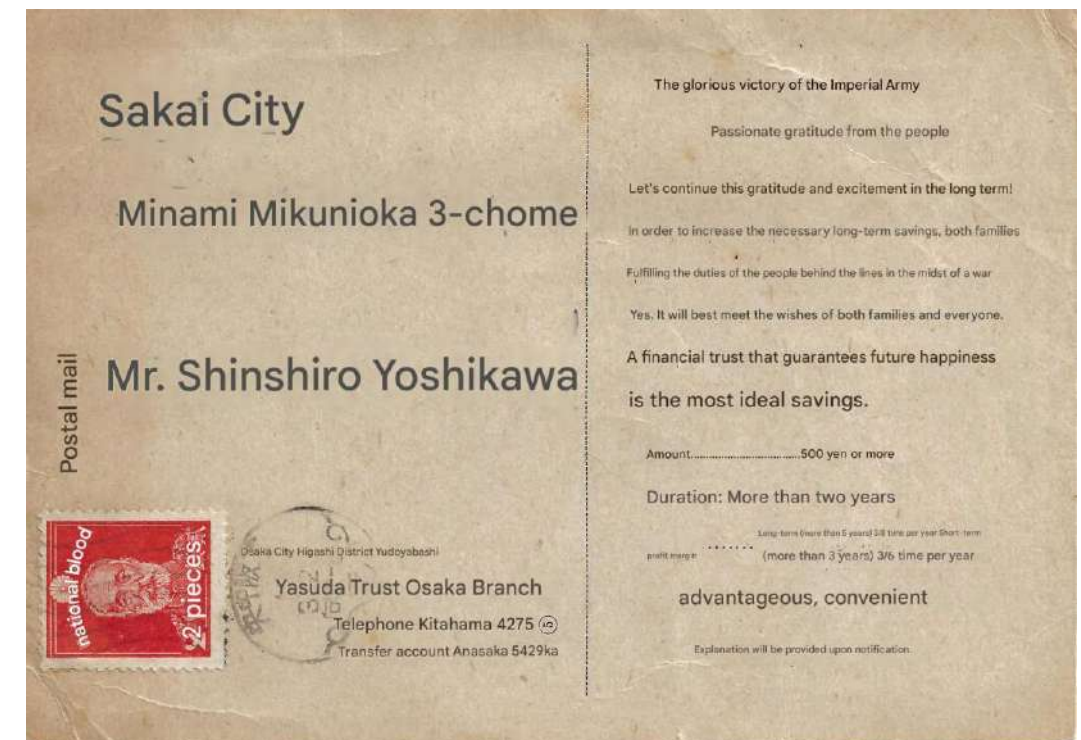 Sakai City
Minami Mikunioka 3-chome
Mr. Shinshiro Yoshikawa
Postal mail
national blood
2 pieces
Osaka City Higashi District Yudoyabashi
Yasuda Trust Osaka Branch
Telephone Kitahama 4275
Transfer account Anasaka 5429ka
The glorious victory of the Imperial Army
Passionate gratitude from the people
Let's continue this gratitude and excitement in the long term!
In order to increase the necessary long-term savings, both families
Fulfilling the duties of the people behind the lines in the midst of a war
Yes. It will best meet the wishes of both families and everyone.
A financial trust that guarantees future happiness
is the most ideal savings.
Amount....................................500 yen or more
Duration: More than two years
Long-term (more than 5 years) 3/8 time per year Short-term
profit margin ....... (more than 3 years) 3/6 time per year
advantageous, convenient
Explanation will be provided upon notification.